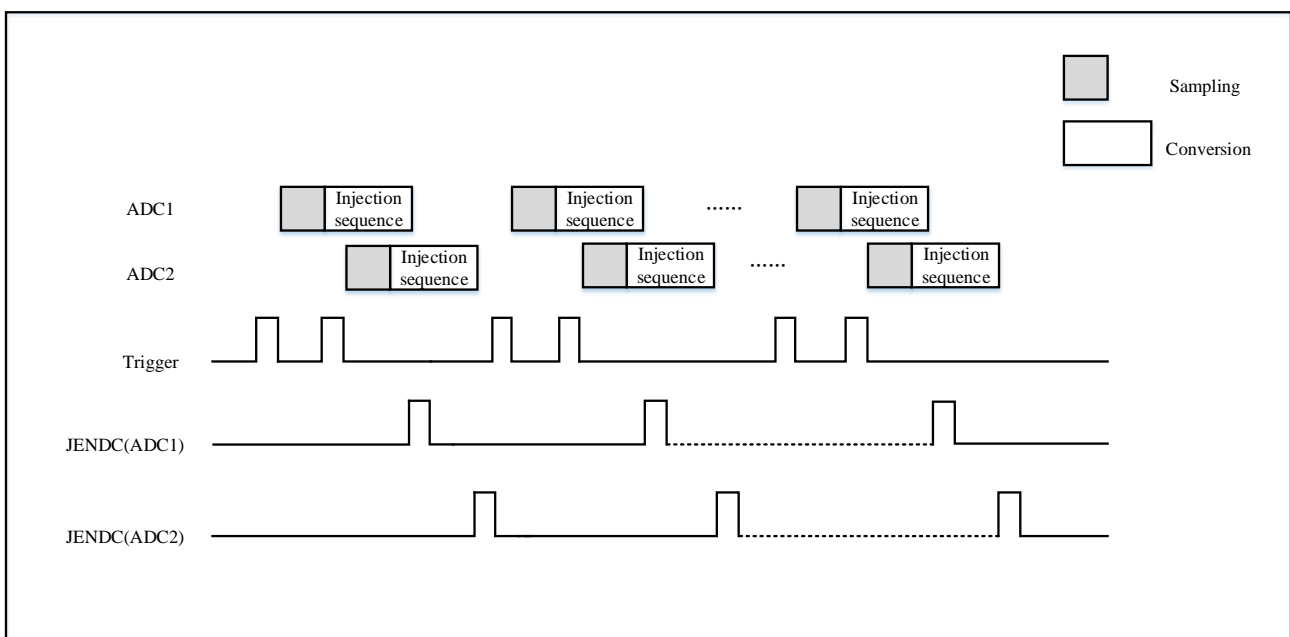 Sampling
Conversion
ADC1
Injection
sequence
Injection
sequence
......
Injection
sequence
ADC2
Injection
sequence
Injection
sequence
......
Injection
sequence
Trigger
JENDC(ADC1)
JENDC(ADC2)